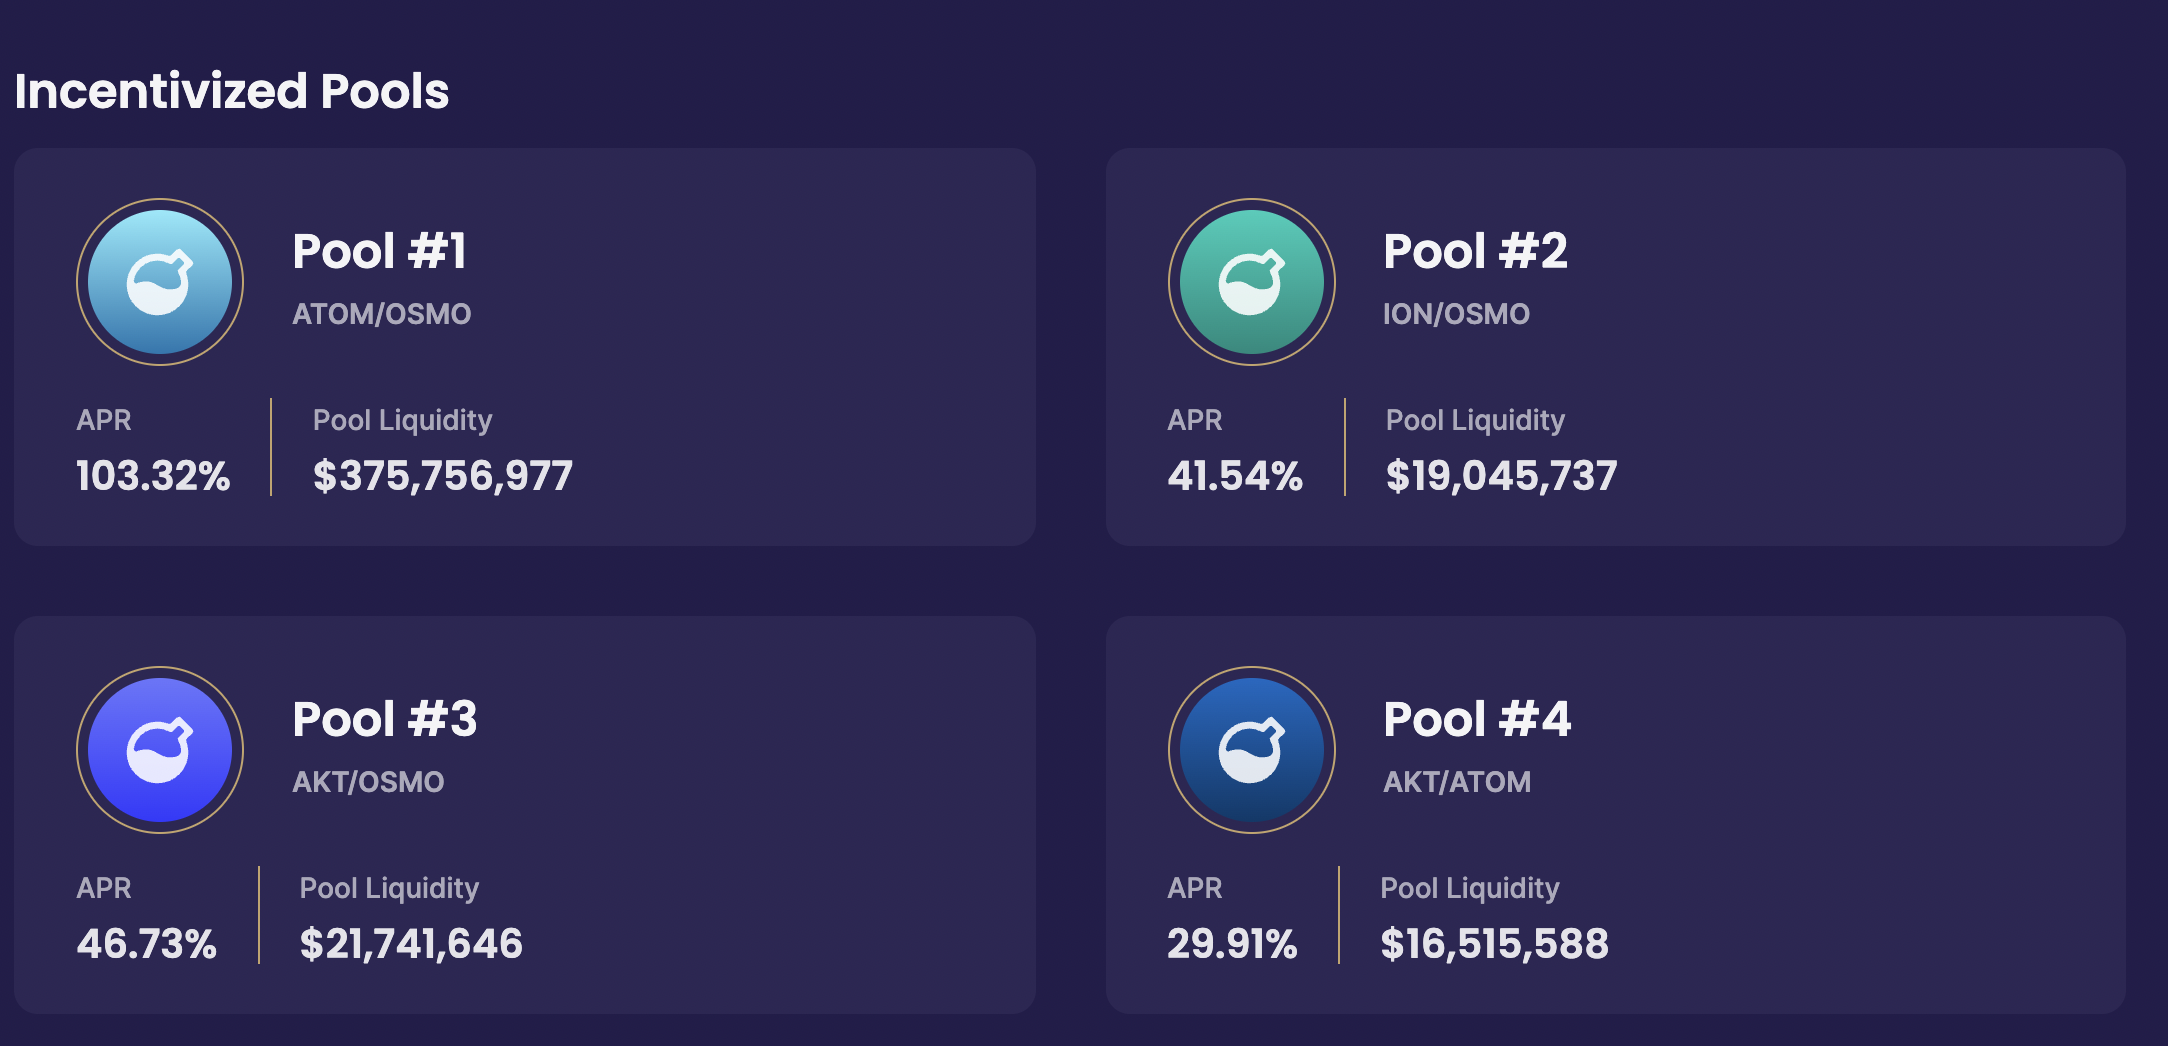 Incentivized Pools
Pool #1
ATOM/OSMO
APR
103.32%
Pool Liquidity
$375,756,977
Pool #2
ION/OSMO
APR
41.54%
Pool Liquidity
$19,045,737
Pool #3
AKT/OSMO
APR
46.73%
Pool Liquidity
$21,741,646
Pool #4
AKT/ATOM
APR
29.91%
Pool Liquidity
$16,515,588